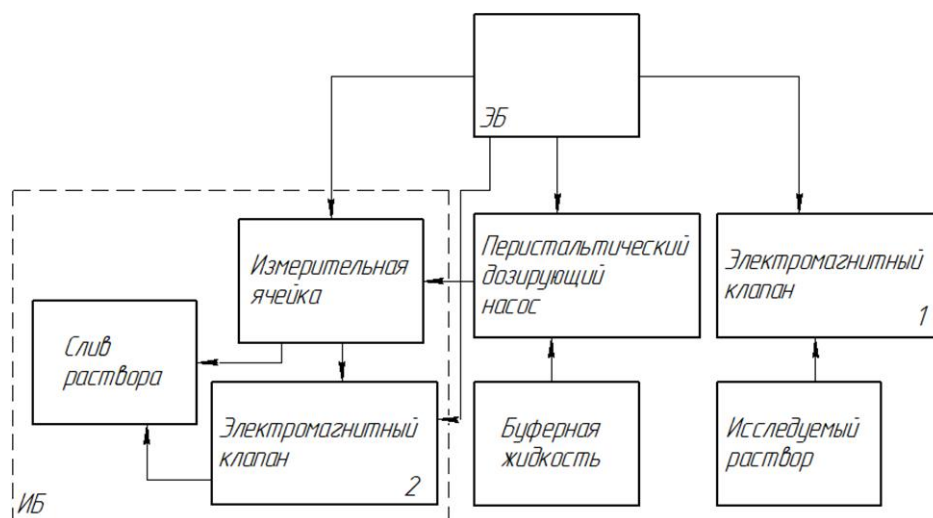 ЭБ
Измерительная
ячейка
Перистальтический
дозирующий
насос
Электромагнитный
клапан
1
Слив
раствора
Электромагнитный
клапан
2
Буферная
жидкость
Исследуемый
раствор
ИБ